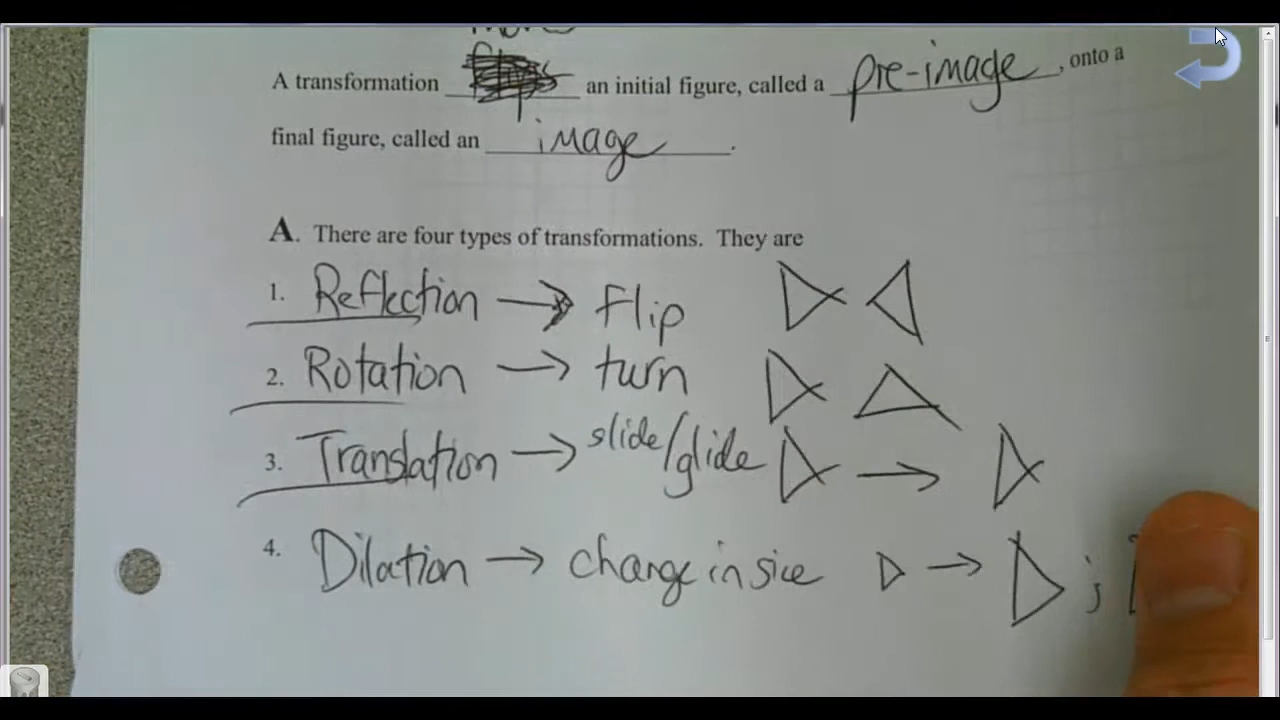 A transformation an initial figure, called a pre-image, onto a
final figure, called an image.
A. There are four types of transformations. They are
1. Reflection → flip
2. Rotation → turn
3. Translation → slide/glide →
4. Dilation → change in size → ;